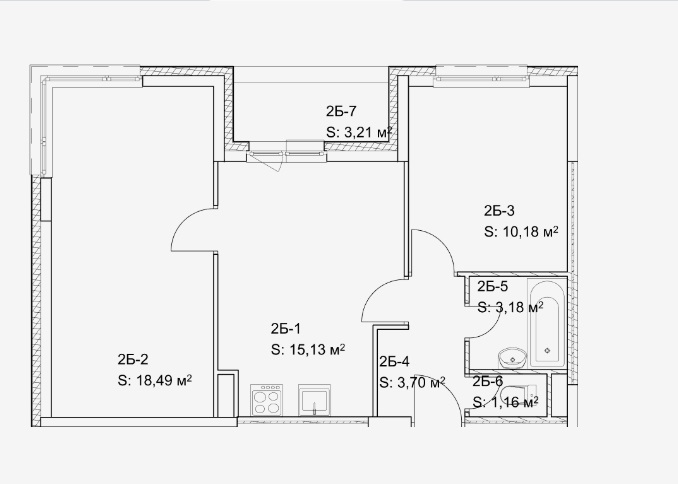 2Б-7
S: 3,21 м²
2Б-3
S: 10,18 м²
2Б-5
S: 3,18 м²
2Б-1
S: 15,13 м²
2Б-2
S: 18,49 м²
2Б-4
S: 3,70 м²
2Б-6
S: 1,16 м²